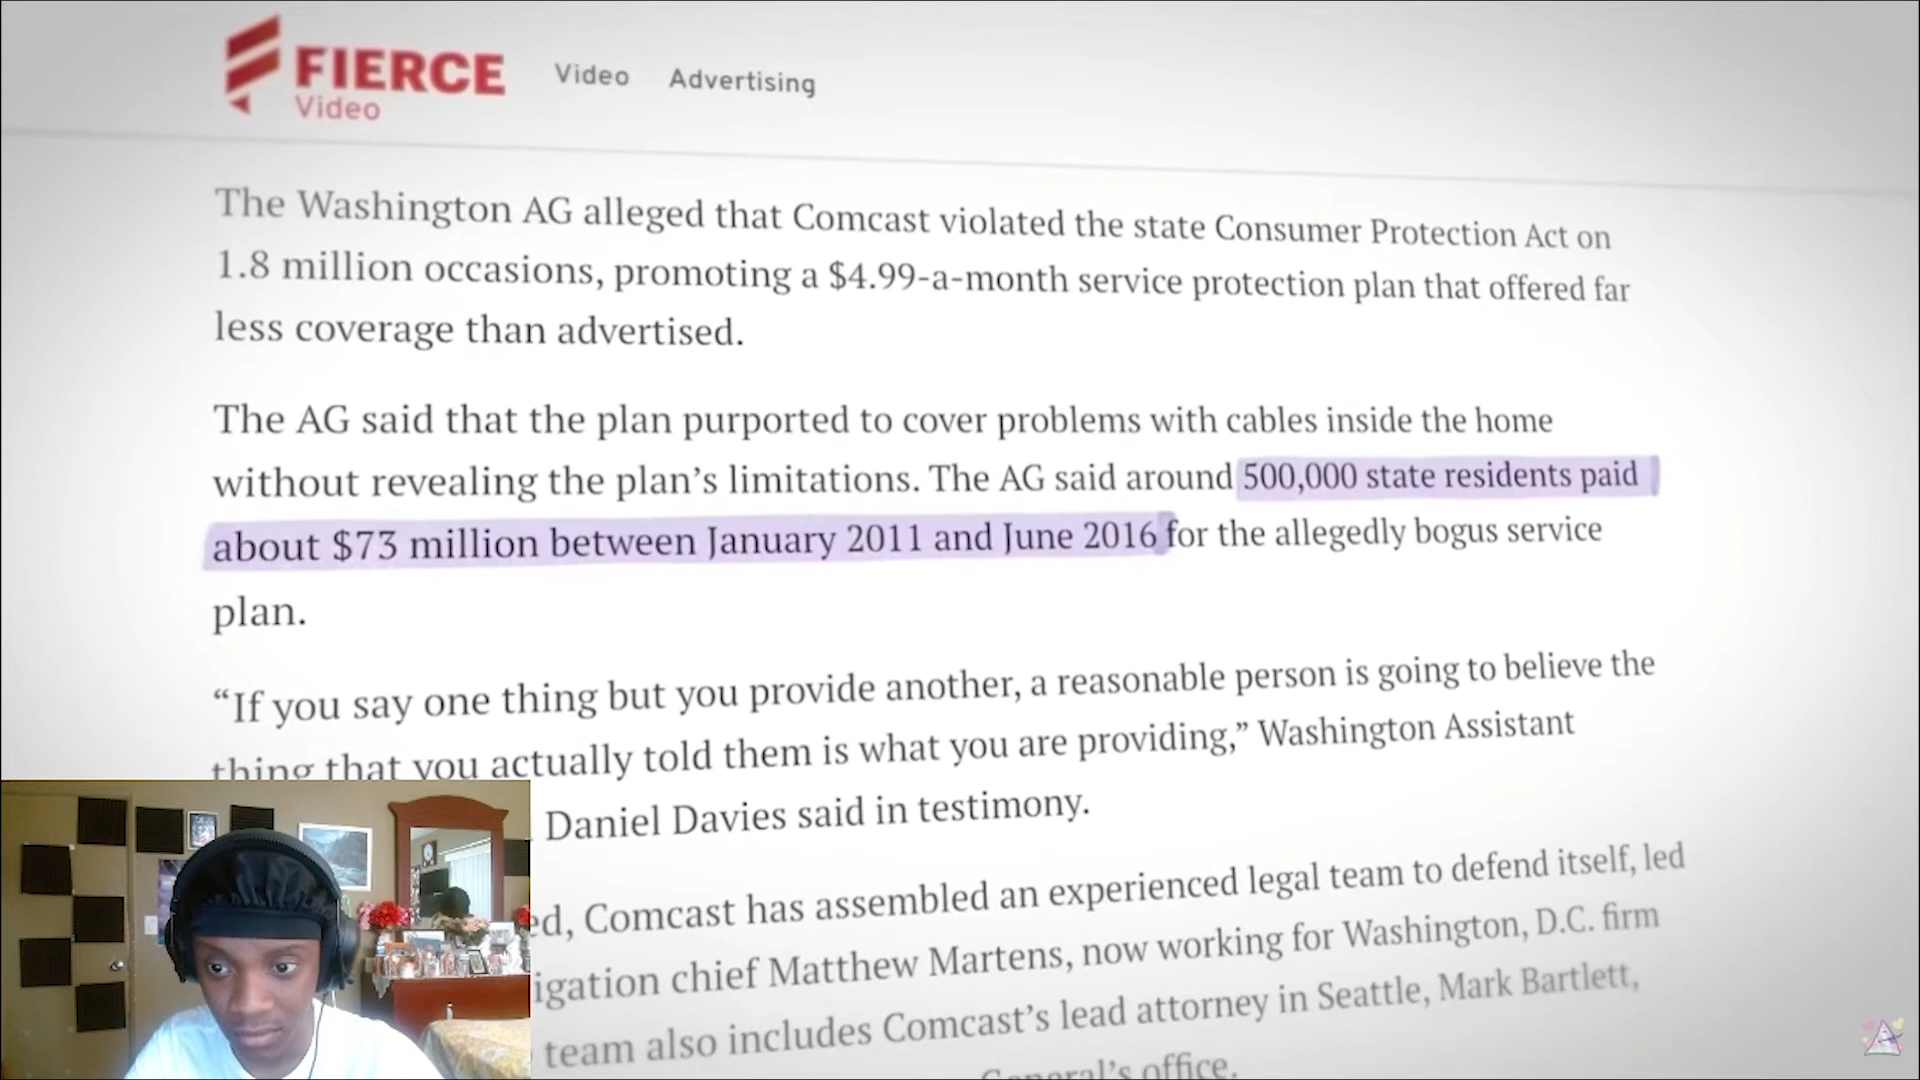 FIERCE
Video
Video Advertising
The Washington AG alleged that Comcast violated the state Consumer Protection Act on
1.8 million occasions, promoting a $4.99-a-month service protection plan that offered far
less coverage than advertised.
The AG said that the plan purported to cover problems with cables inside the home
without revealing the plan’s limitations. The AG said around 500,000 state residents paid
about $73 million between January 2011 and June 2016 for the allegedly bogus service
plan.
“If you say one thing but you provide another, a reasonable person is going to believe the
thing that you actually told them is what you are providing,” Washington Assistant
Daniel Davies said in testimony.
ed, Comcast has assembled an experienced legal team to defend itself, led
igation chief Matthew Martens, now working for Washington, D.C. firm
team also includes Comcast’s lead attorney in Seattle, Mark Bartlett,
General’s office.